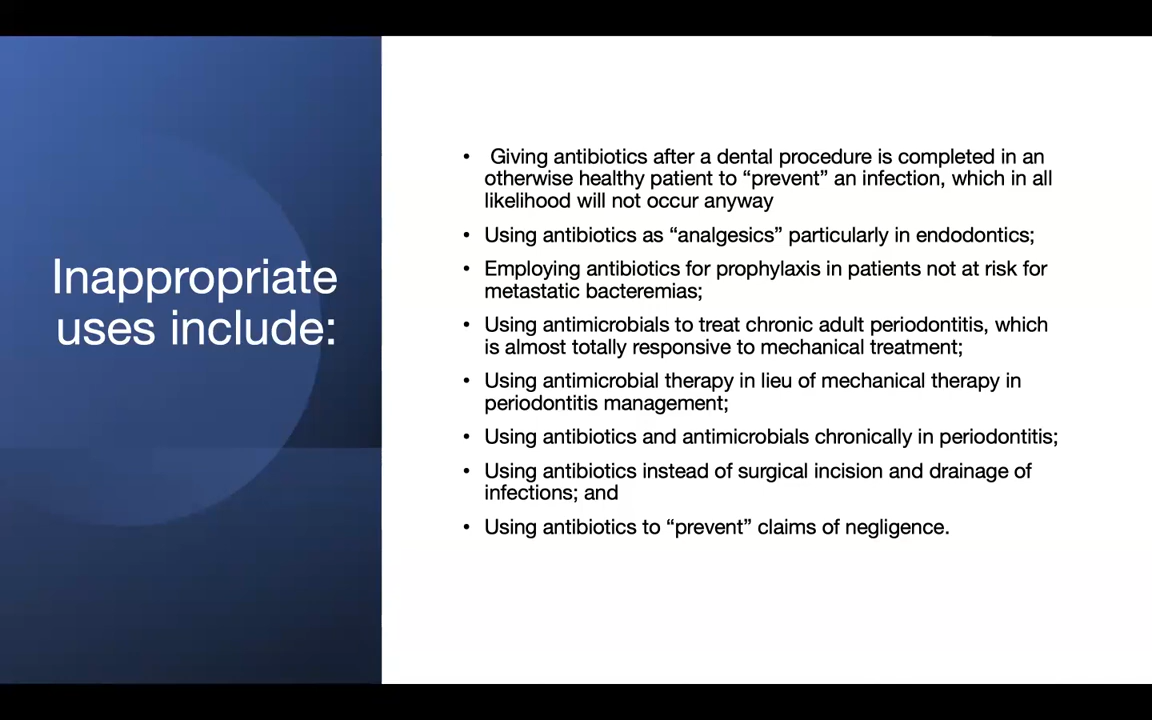 Inappropriate
uses include:
• Giving antibiotics after a dental procedure is completed in an
otherwise healthy patient to “prevent” an infection, which in all
likelihood will not occur anyway
• Using antibiotics as “analgesics” particularly in endodontics;
• Employing antibiotics for prophylaxis in patients not at risk for
metastatic bacteremias;
• Using antimicrobials to treat chronic adult periodontitis, which
is almost totally responsive to mechanical treatment;
• Using antimicrobial therapy in lieu of mechanical therapy in
periodontitis management;
• Using antibiotics and antimicrobials chronically in periodontitis;
• Using antibiotics instead of surgical incision and drainage of
infections; and
• Using antibiotics to “prevent” claims of negligence.